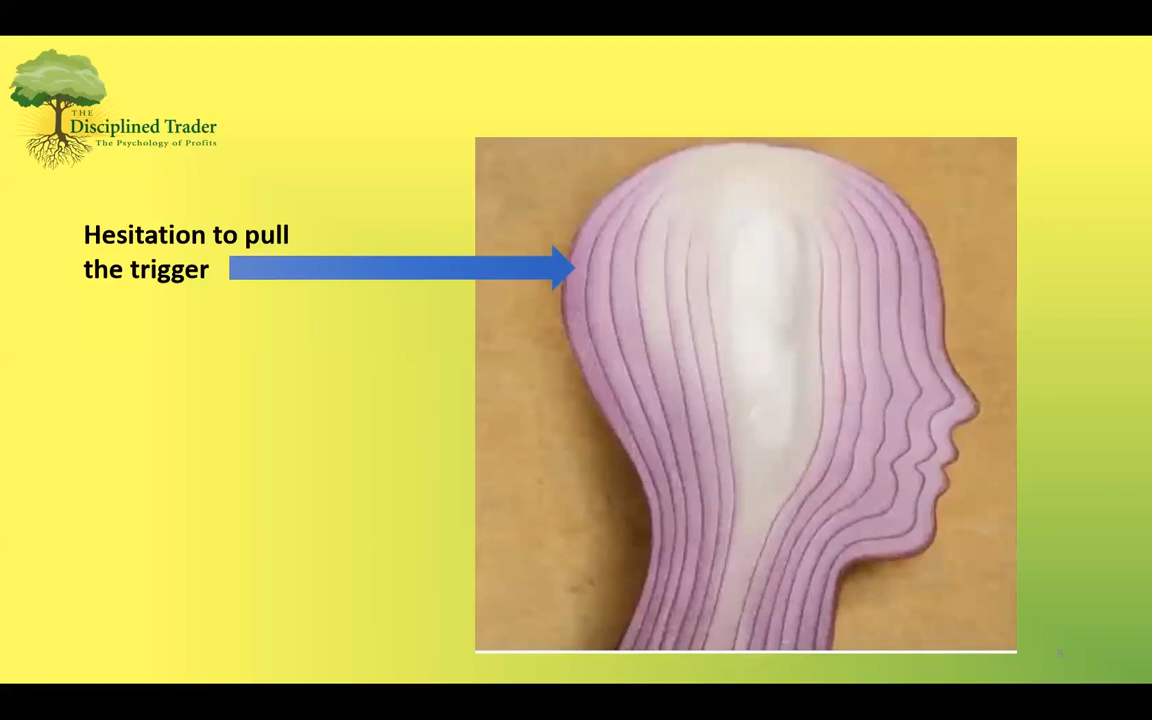 THE
Disciplined Trader
The Psychology of Profits
Hesitation to pull
the trigger